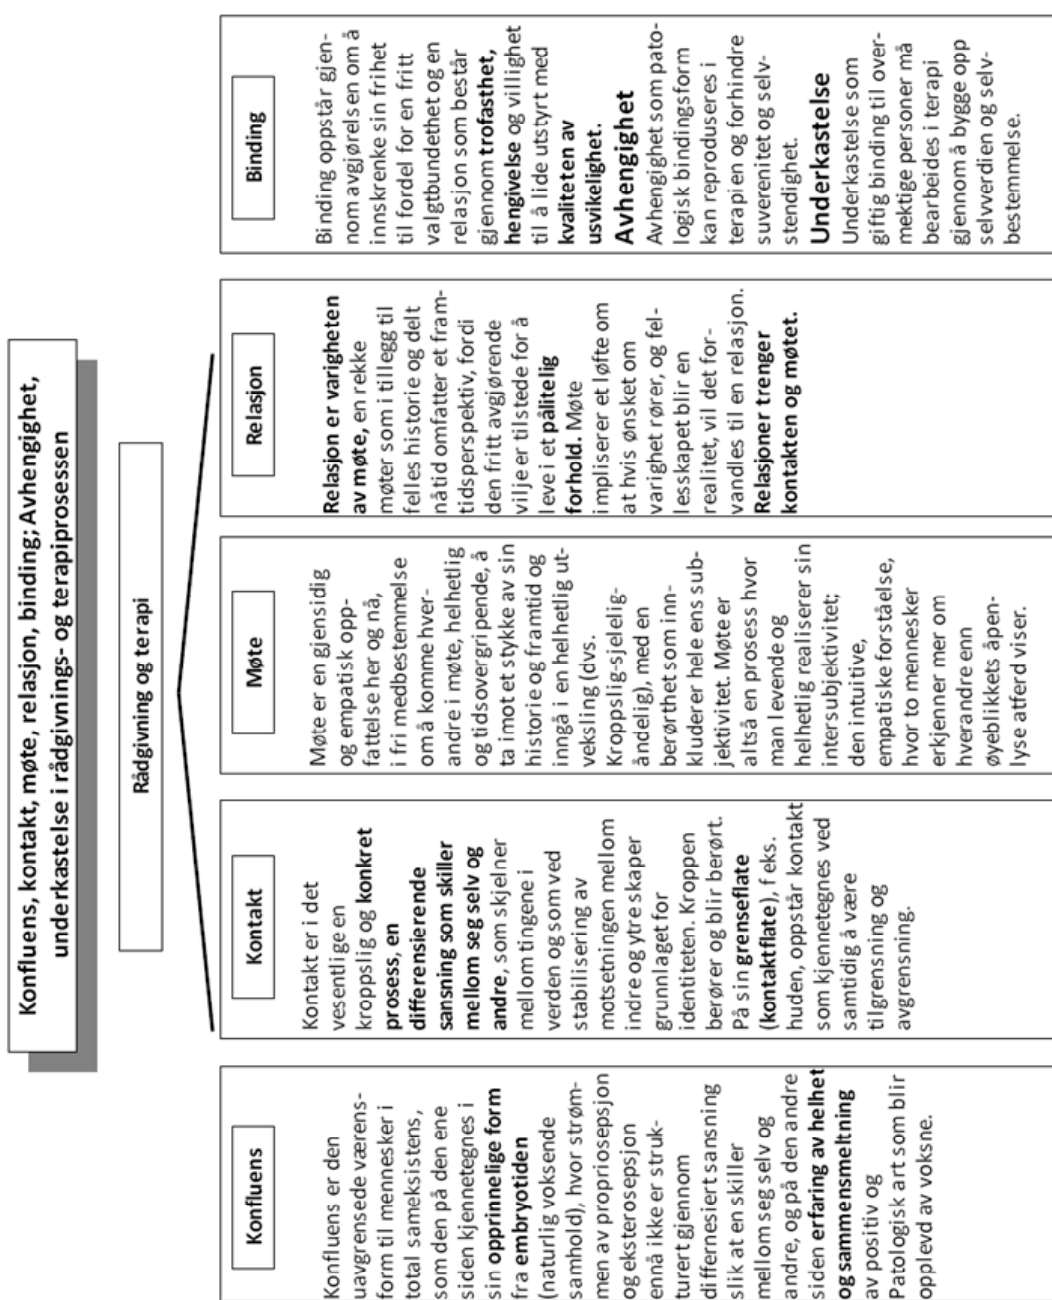 Konfluens, kontakt, møte, relasjon, binding; Avhengighet,
underkastelse i rådgivnings- og terapiprosessen
Rådgivning og terapi
Konfluens
Konfluens er den
uavgrensede værens-
form til mennesker i
total sameksistens,
som den på den ene
siden kjennetegnes i
sin opprinnelige form
fra embryotiden
(naturlig voksende
samhold), hvor strøm-
men av propriosepsjon
og eksterosepsjon
ennå ikke er struk-
turert gjennom
differnesiert sansning
slik at en skiller
mellom seg selv og
andre, og på den andre
siden erfaring av helhet
og sammensmeltning
av positiv og
Patologisk art som blir
opplevd av voksne.
Kontakt
Kontakt er i det
vesentlige en
kroppslig og konkret
prosess, en
differensierende
sansning som skiller
mellom seg selv og
andre, som skjelner
mellom tingene i
verden og som ved
stabilisering av
motsetningen mellom
indre og ytre skaper
grunnlaget for
identiteten. Kroppen
berører og blir berørt.
På sin grenseflate
(kontaktflate), f eks.
huden, oppstår kontakt
som kjennetegnes ved
samtidig å være
tilgrensning og
avgrensning.
Møte
Møte er en gjensidig
og empatisk opp-
fattelse her og nå,
i fri medbestemmelse
om å komme hver-
andre i møte, helhetlig
og tidsovergripende, å
ta imot et stykke av sin
historie og framtid og
inngå i en helhetlig ut-
veksling (dvs.
Kroppslig-sjelelig-
åndelig), med en
berørthet som inn-
kluderer hele ens sub-
jektivitet. Møte er
altså en prosess hvor
man levende og
helhetlig realiserer sin
intersubjektivitet;
den intuitive,
empatiske forståelse,
hvor to mennesker
erkjenner mer om
hverandre enn
øyeblikkets åpen-
lyse atferd viser.
Relasjon
Relasjon er varigheten
av møte, en rekke
møter som i tillegg til
felles historie og delt
nåtid omfatter et fram-
tidsperspektiv, fordi
den fritt avgjørende
vilje er tilstede for å
leve i et pålitelig
forhold. Møte
impliserer et løfte om
at hvis ønsket om
varighet rører, og fel-
lesskapet blir en
realitet, vil det for-
vandles til en relasjon.
Relasjoner trenger
kontakten og møtet.
Binding
Binding oppstår gjen-
nom avgjørelsen om å
innskrenke sin frihet
til fordel for en fritt
valgtbundethet og en
relasjon som består
gjennom trofasthet,
hengivelse og villighet
til å lide utstyrt med
kvaliteten av
usvikelighet.
Avhengighet
Avhengighet som pato-
logisk bindingsform
kan reproduseres i
terapien og forhindre
suverenitet og selv-
stendighet.
Underkastelse
Underkastelse som
giftig binding til over-
mektige personer må
bearbeides i terapi
gjennom å bygge opp
selvverdien og selv-
bestemmelse.